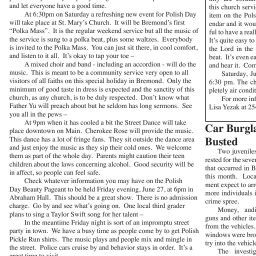 and let everyone have a good time.
At 6:30pm on Saturday a refreshing new event for Polish Day
will take place at St. Mary's Church. It will be Bremond's first
"Polka Mass". It is the regular weekend service but all the music of
the service is sung to a polka beat, plus some waltzes. Everybody
is invited to the Polka Mass. You can just sit there, in cool comfort,
and listen to it all. It's okay to tap your toe –
A mixed choir and band - including an accordion - will do the
music. This is meant to be a community service very open to all
visitors of all faiths on this special holiday in Bremond. Only the
minimum of good taste in dress is expected and the sanctity of this
church, as any church, is to be duly respected. Don't know what
Father Yu will preach about but he seldom has long sermons. See
you all in the pews –
At 9pm when it has cooled a bit the Street Dance will take
place downtown on Main. Cherokee Rose will provide the music.
This dance has a lot of fringe fans. They sit outside the dance area
and just enjoy the music as they sip their cold ones. We welcome
them as part of the whole day. Parents might caution their teen
children about the laws concerning alcohol. Good security will be
in affect, so people can feel safe.
Check whatever information you may have on the Polish
Day Beauty Pageant to be held Friday evening, June 27, at 6pm in
Abraham Hall. This should be a great show. There is no admission
charge. Go by and see what's going on. One local third grader
plans to sing a Taylor Swift song for her talent –
In the meantime Friday night is sort of an impromptu street
party in town. We have a busy time as people come by to get Polish
Pickle Run shirts. The music plays and people mix and mingle in
the street. Police cars cruise by and behavior stays in order. It's a
great time to visit
this church servic
item on the Polis
endar and it woul
ful to have a reall
It's quite easy to
the Lord in the
beat. It's even ea
and hear it. Com
Saturday, Ju
6:30 pm. The ch
pletely air conditi
For more inf
Lisa Yezak at 254
Car Burgla
Busted
Two juveniles
rested for the seve
that occurred in B
this month. Local
ment expect to arr
more individuals i
crime spree.
Money, audi
guns and other ite
from the vehicles.
windows were bro
try into the vehicle
The investig